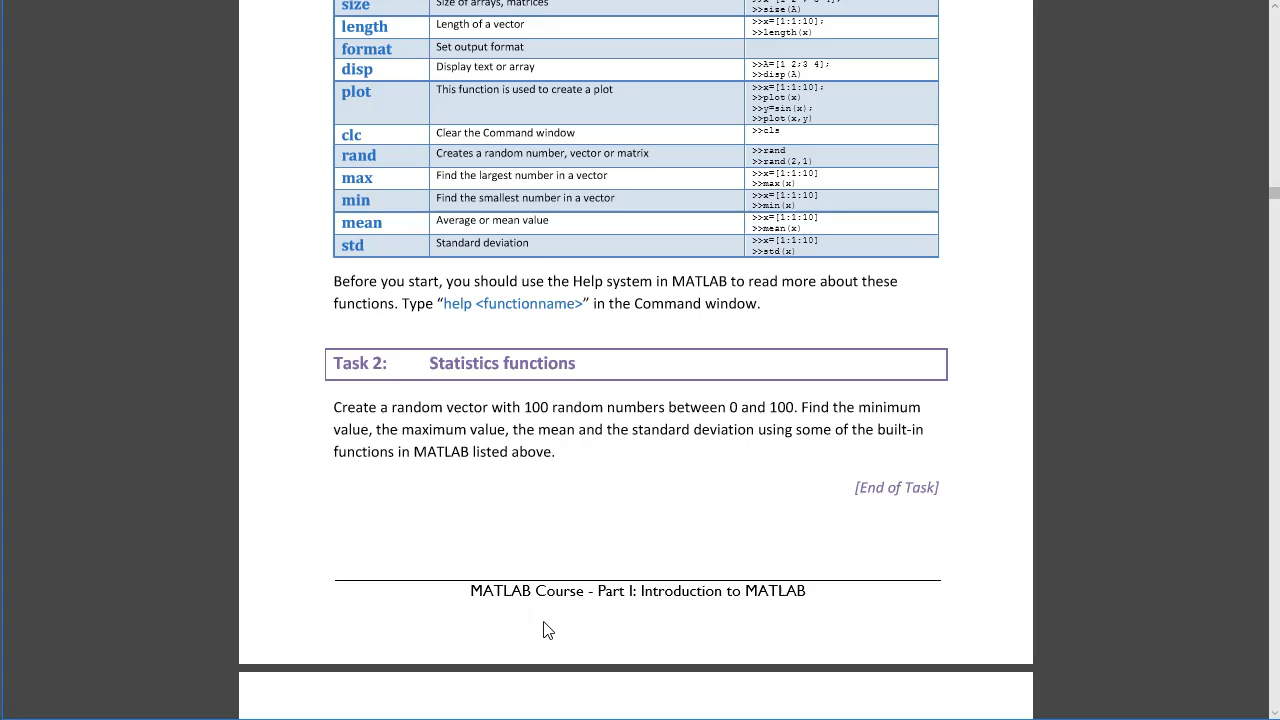 size Size of arrays, matrices
>>size(A)
length Length of a vector >>x=[1:1:10];
>>length(x)
format Set output format
disp Display text or array >>A=[1 2;3 4];
>>disp(A)
plot This function is used to create a plot >>x=[1:1:10];
>>plot(x)
>>y=sin(x);
>>plot(x,y)
clc Clear the Command window >>cls
rand Creates a random number, vector or matrix >>rand
>>rand(2,1)
max Find the largest number in a vector >>x=[1:1:10]
>>max(x)
min Find the smallest number in a vector >>x=[1:1:10]
>>min(x)
mean Average or mean value >>x=[1:1:10]
>>mean(x)
std Standard deviation >>x=[1:1:10]
>>std(x)
Before you start, you should use the Help system in MATLAB to read more about these
functions. Type “help <functionname>” in the Command window.
Task 2: Statistics functions
Create a random vector with 100 random numbers between 0 and 100. Find the minimum
value, the maximum value, the mean and the standard deviation using some of the built-in
functions in MATLAB listed above.
[End of Task]
MATLAB Course - Part I: Introduction to MATLAB